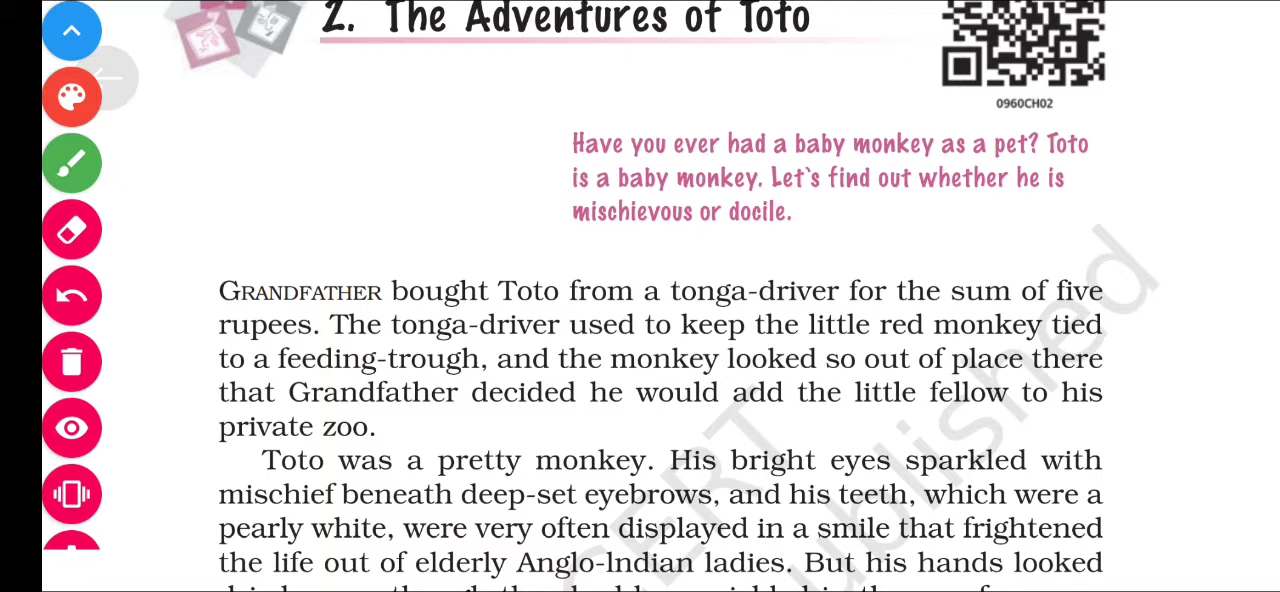 2. The Adventures of Toto
0960CH02
Have you ever had a baby monkey as a pet? Toto
is a baby monkey. Let's find out whether he is
mischievous or docile.
GRANDFATHER bought Toto from a tonga-driver for the sum of five
rupees. The tonga-driver used to keep the little red monkey tied
to a feeding-trough, and the monkey looked so out of place there
that Grandfather decided he would add the little fellow to his
private zoo.
Toto was a pretty monkey. His bright eyes sparkled with
mischief beneath deep-set eyebrows, and his teeth, which were a
pearly white, were very often displayed in a smile that frightened
the life out of elderly Anglo-lndian ladies. But his hands looked